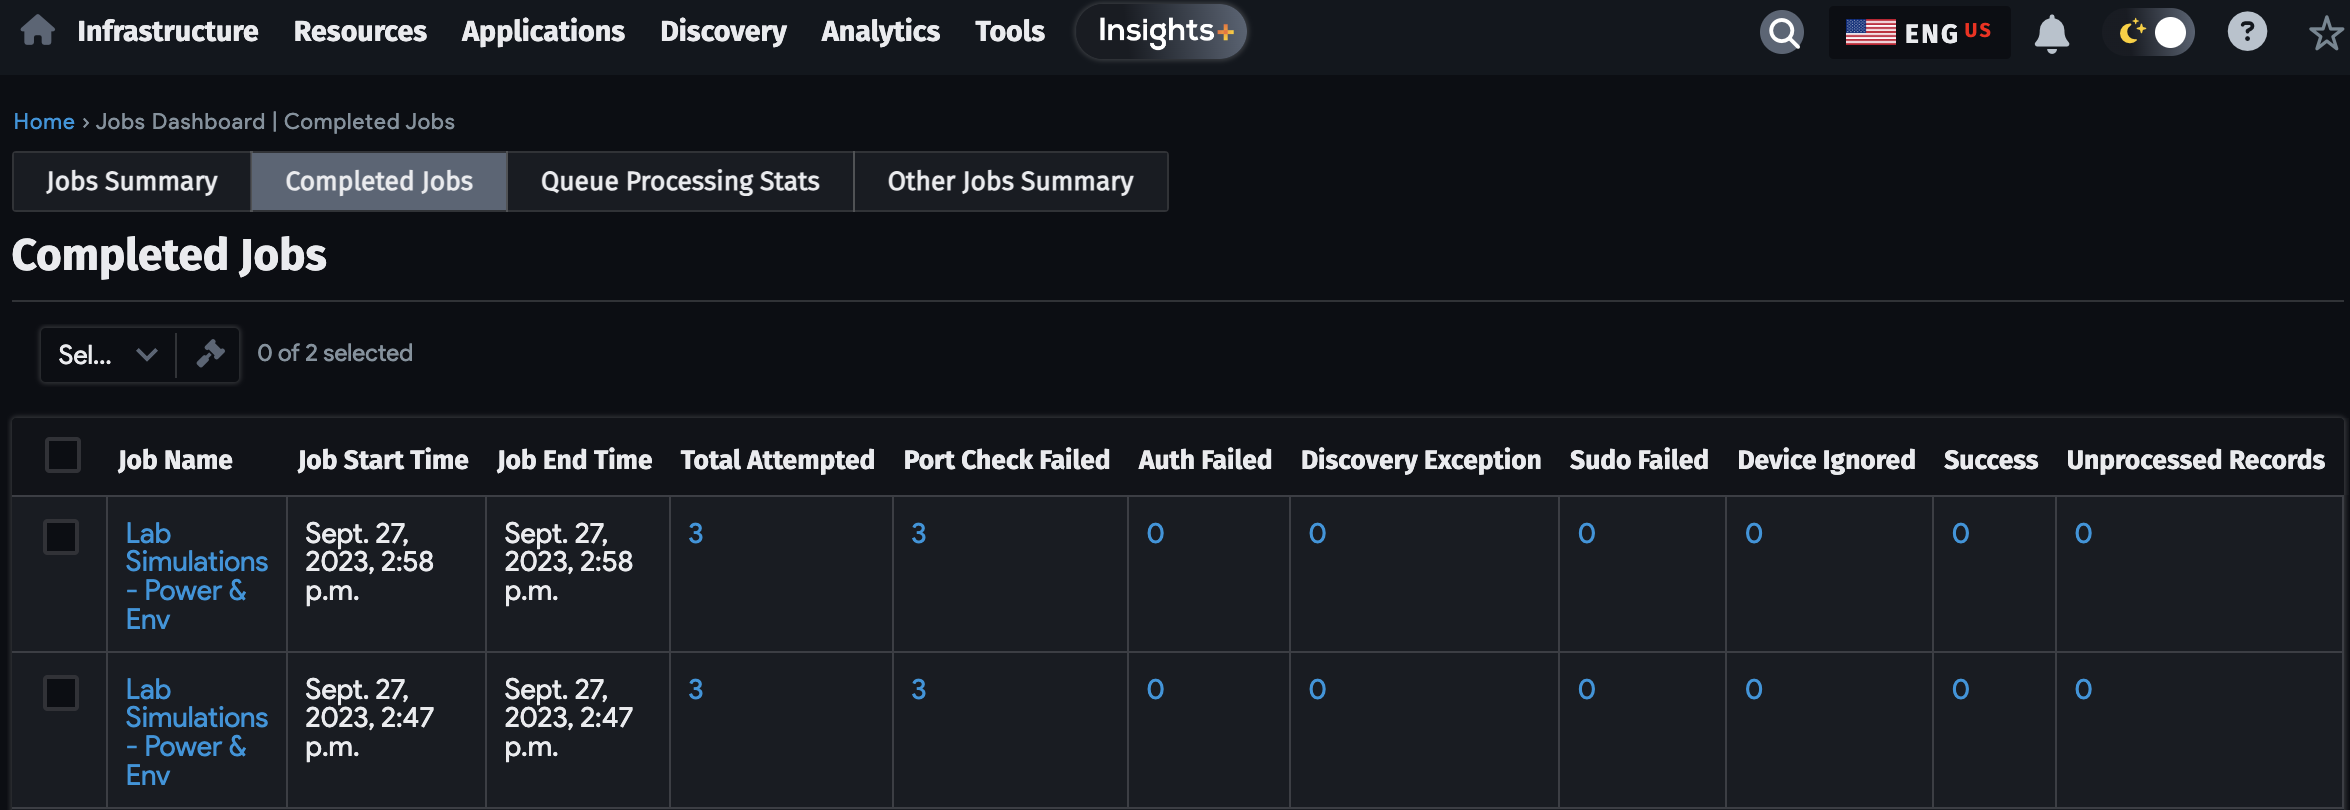 Infrastructure Resources Applications Discovery Analytics Tools Insights+ ENG US ?
Home › Jobs Dashboard | Completed Jobs
Jobs Summary Completed Jobs Queue Processing Stats Other Jobs Summary
Completed Jobs
Sel... 0 of 2 selected
Job Name Job Start Time Job End Time Total Attempted Port Check Failed Auth Failed Discovery Exception Sudo Failed Device Ignored Success Unprocessed Records
Lab Sept. 27, Sept. 27, 3 3 0 0 0 0 0 0
Simulations 2023, 2:58 2023, 2:58
- Power & p.m. p.m.
Env
Lab Sept. 27, Sept. 27, 3 3 0 0 0 0 0 0
Simulations 2023, 2:47 2023, 2:47
- Power & p.m. p.m.
Env